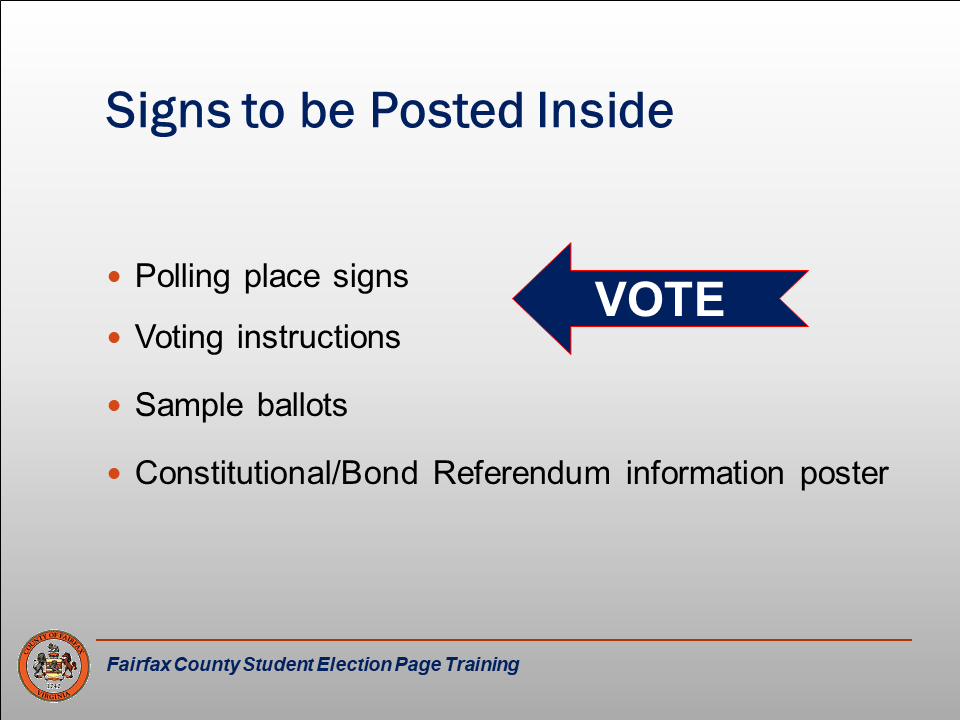 Signs to be Posted Inside
• Polling place signs
VOTE
• Voting instructions
• Sample ballots
• Constitutional/Bond Referendum information poster
COUNTY OF FAIRFAX
1742
VIRGINIA
Fairfax County Student Election Page Training